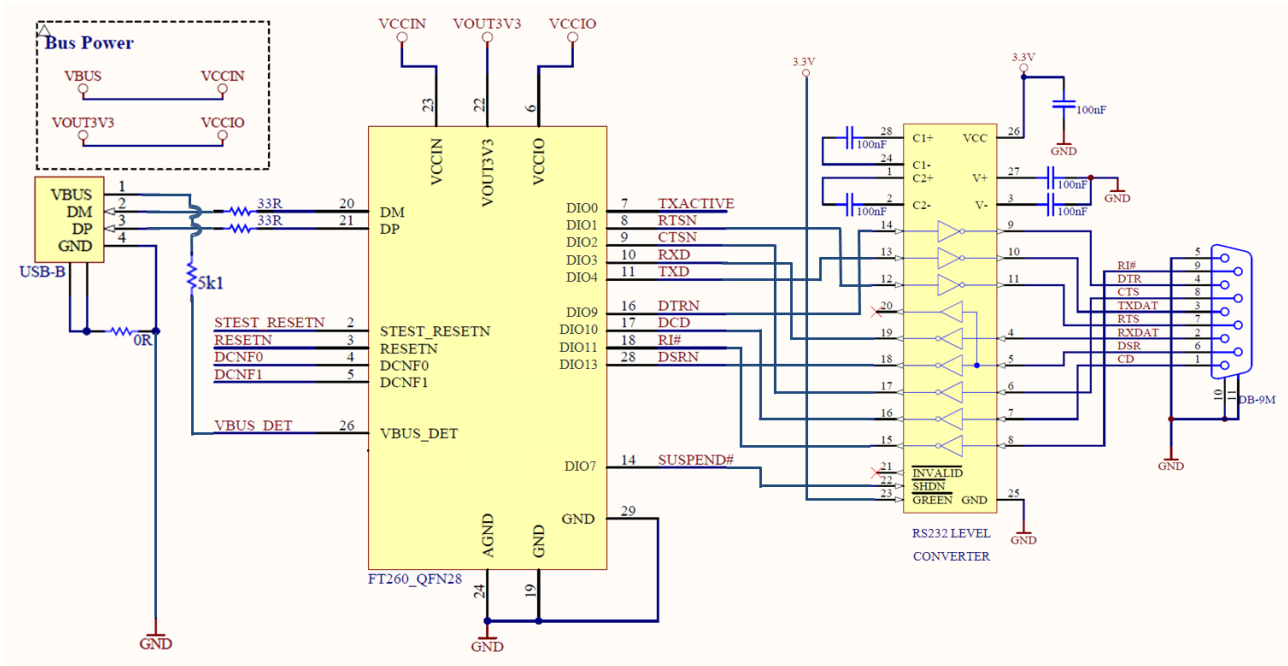 Bus Power
VBUS VCCIN
VOUT3V3 VCCIO
VCCIN VOUT3V3 VCCIO
23 22 6
VCCIN VOUT3V3 VCCIO
VBUS 1
DM 2 33R 20 DM
DP 3 33R 21 DP
GND 4
USB-B
5k1
0R
STEST_RESETN 2 STEST_RESETN
RESETN 3 RESETN
DCNF0 4 DCNF0
DCNF1 5 DCNF1
VBUS_DET 26 VBUS_DET
GND
DIO0 7 TXACTIVE
DIO1 8 RTSN
DIO2 9 CTSN
DIO3 10 RXD
DIO4 11 TXD
DIO9 16 DTRN
DIO10 17 DCD
DIO11 18 RI#
DIO13 28 DSRN
DIO7 14 SUSPEND#
GND 29
AGND GND
24 19
FT260_QFN28
GND
3.3V
3.3V
100nF
GND
28 C1+ VCC 26
100nF
24 C1-
1 C2+ V+ 27
100nF
GND
2 C2- V- 3
100nF 100nF
14 9
13 10
12 11
20
19 4
18 5
17 6
16 7
15 8
21 INVALID
22 SHDN
23 GREEN GND 25
RS232 LEVEL
CONVERTER
GND
5
RI# 9
DTR 4
CTS 8
TXDAT 3
RTS 7
RXDAT 2
DSR 6
CD 1
10 11
DB-9M
GND